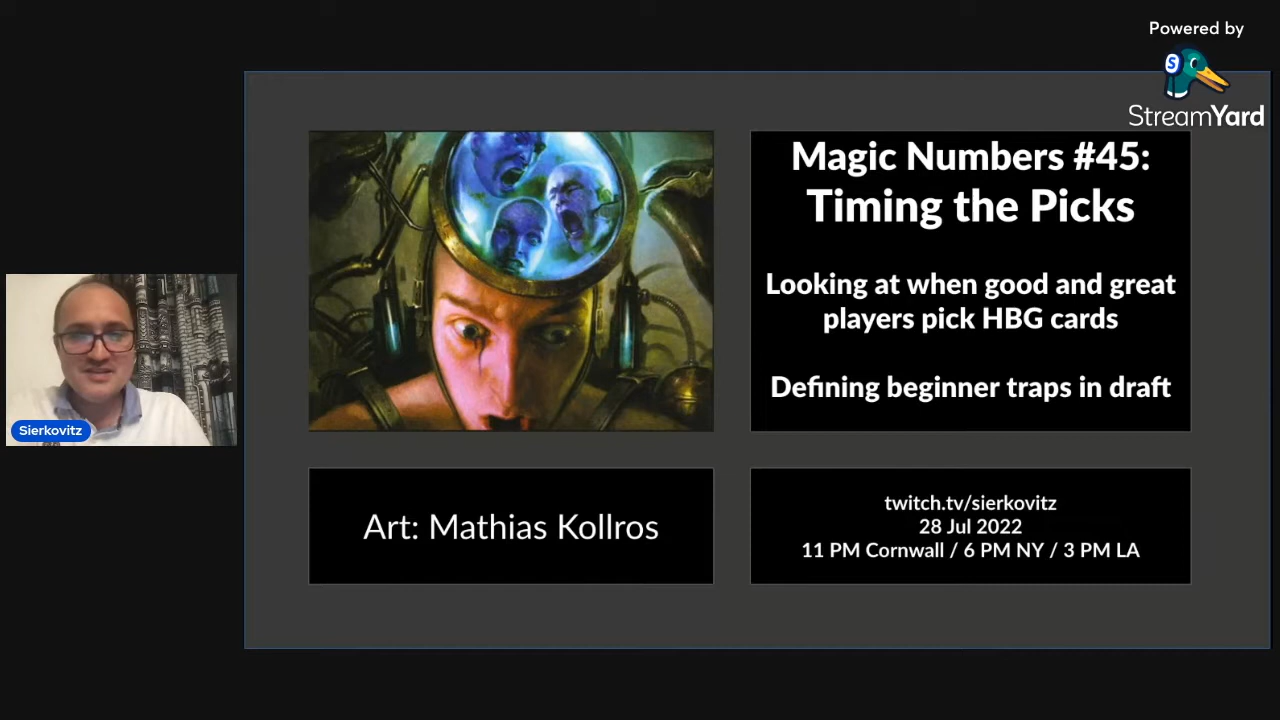 Powered by
StreamYard
Magic Numbers #45:
Timing the Picks
Looking at when good and great
players pick HBG cards
Defining beginner traps in draft
Sierkovitz
Art: Mathias Kollros
twitch.tv/sierkovitz
28 Jul 2022
11 PM Cornwall / 6 PM NY / 3 PM LA